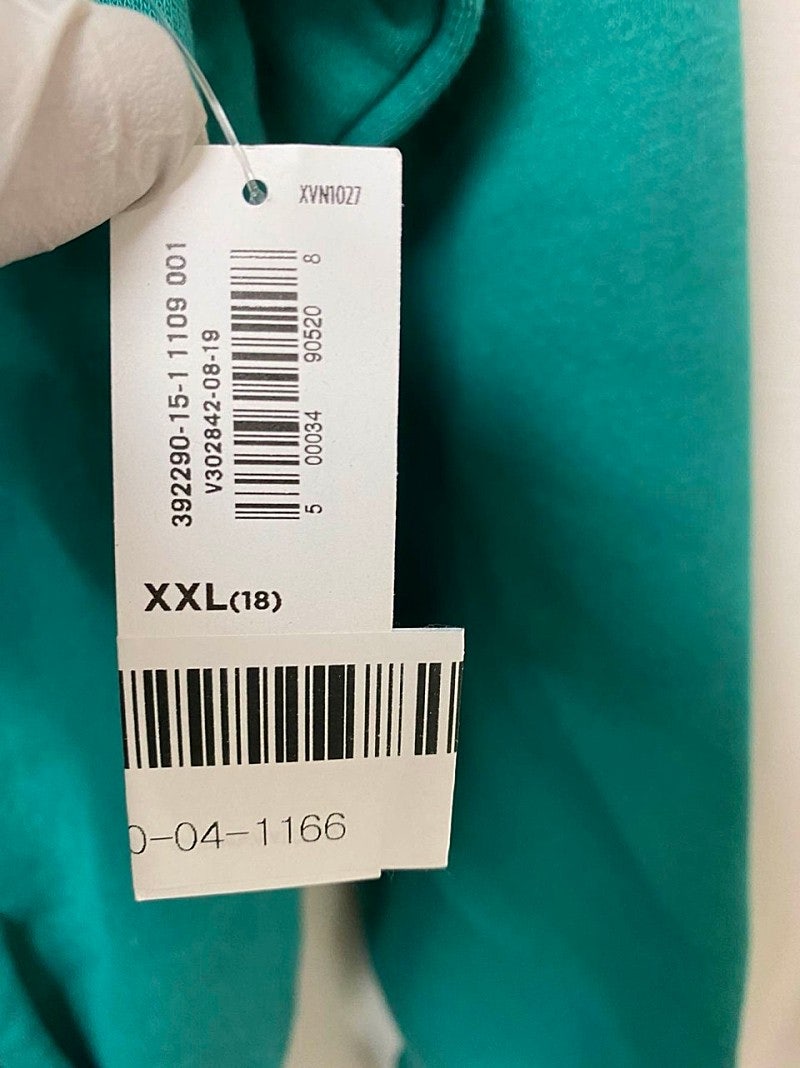 XVN1027
392290-15-1 1109 001
V302842-08-19
5 00034 90520 8
XXL(18)
0-04-1166